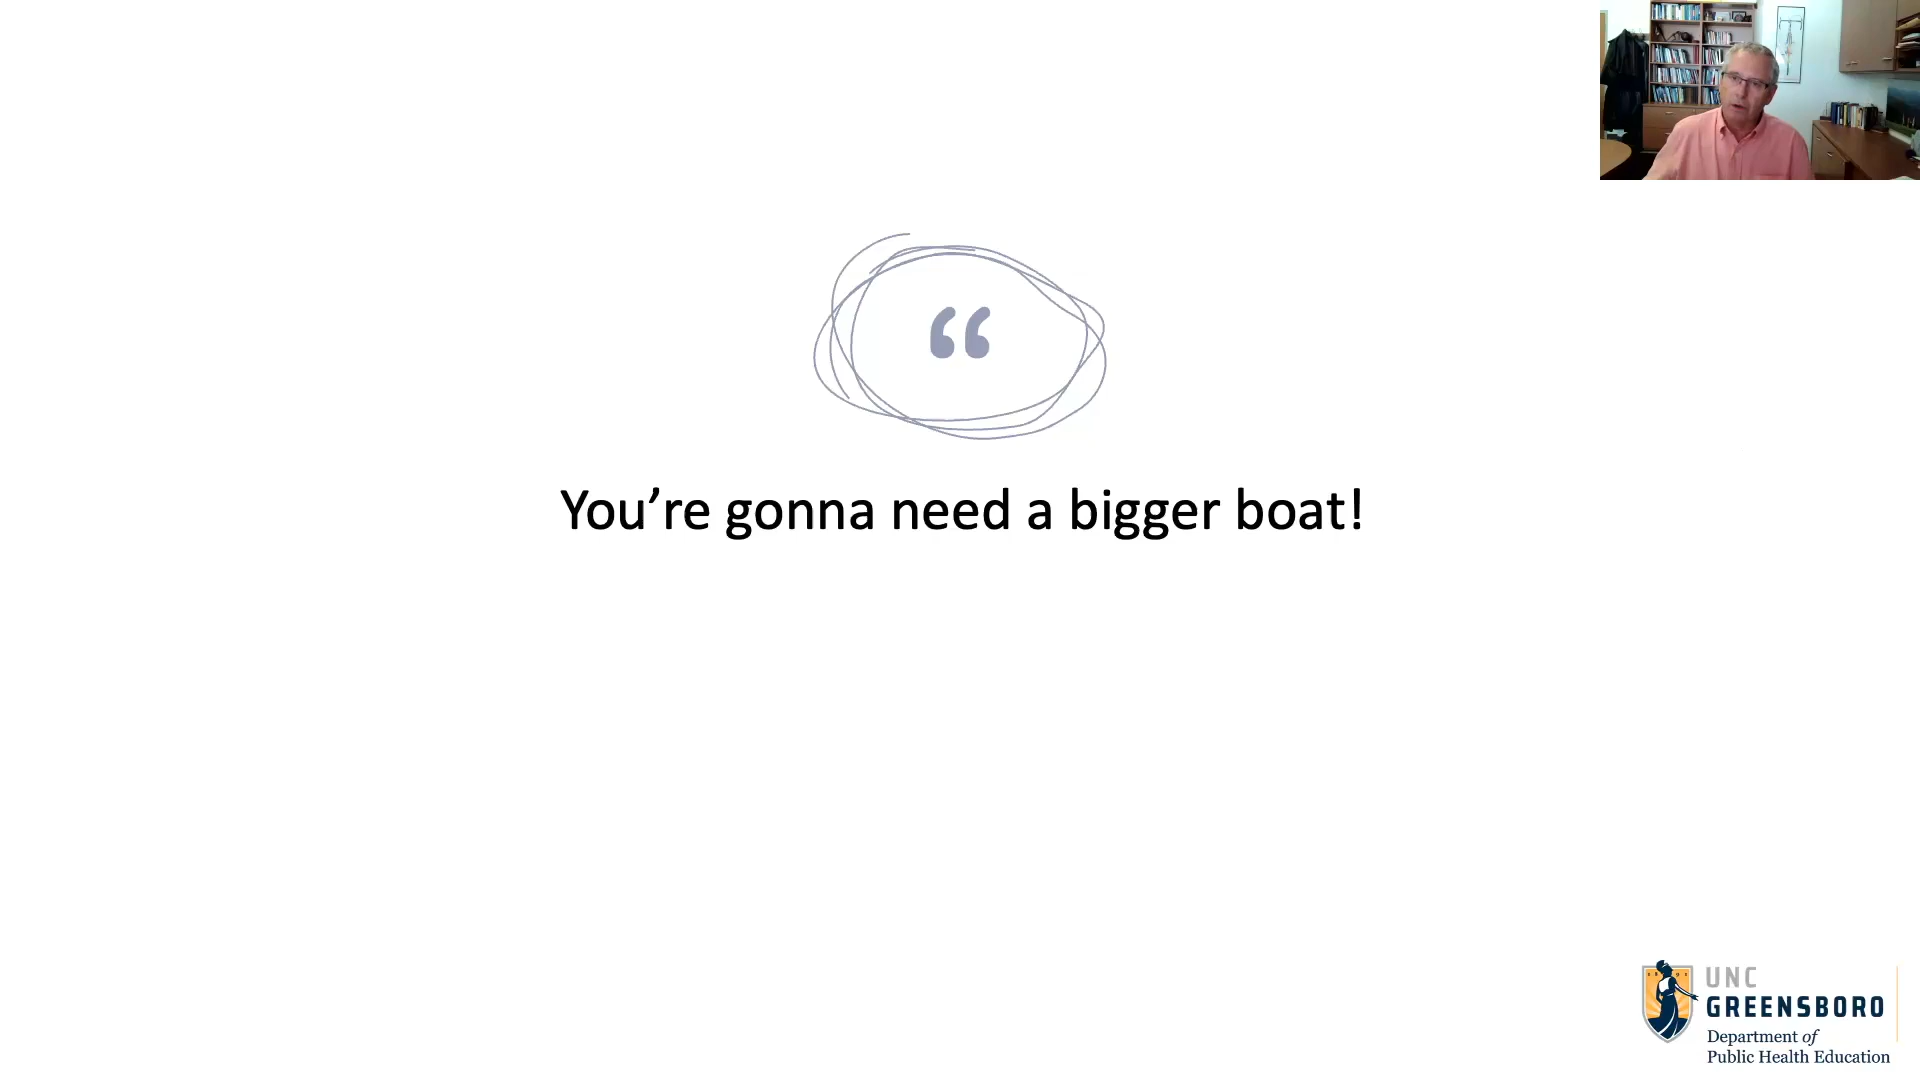 “
You’re gonna need a bigger boat!
UNC
GREENSBORO
Department of
Public Health Education